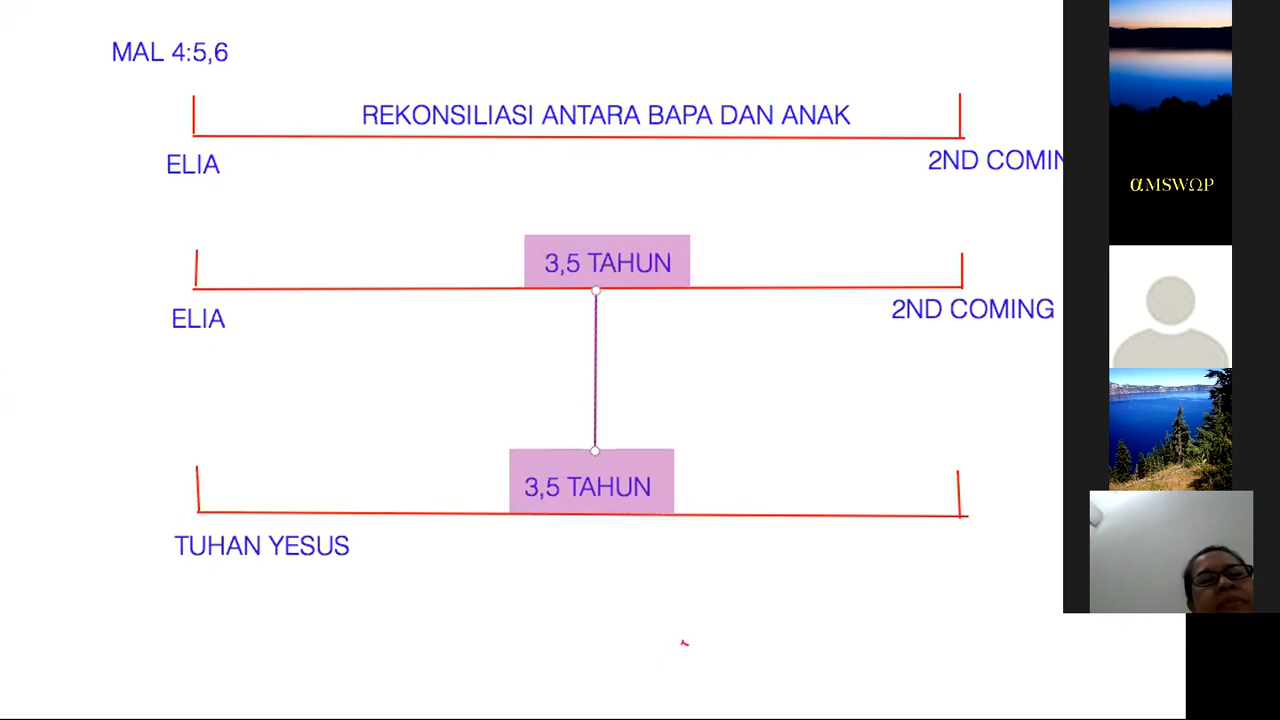 MAL 4:5,6
REKONSILIASI ANTARA BAPA DAN ANAK
ELIA
2ND COMIN
αMSWΩP
3,5 TAHUN
ELIA
2ND COMING
3,5 TAHUN
TUHAN YESUS